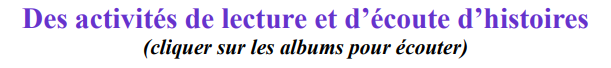 Des activités de lecture et d’écoute d’histoires
(cliquer sur les albums pour écouter)